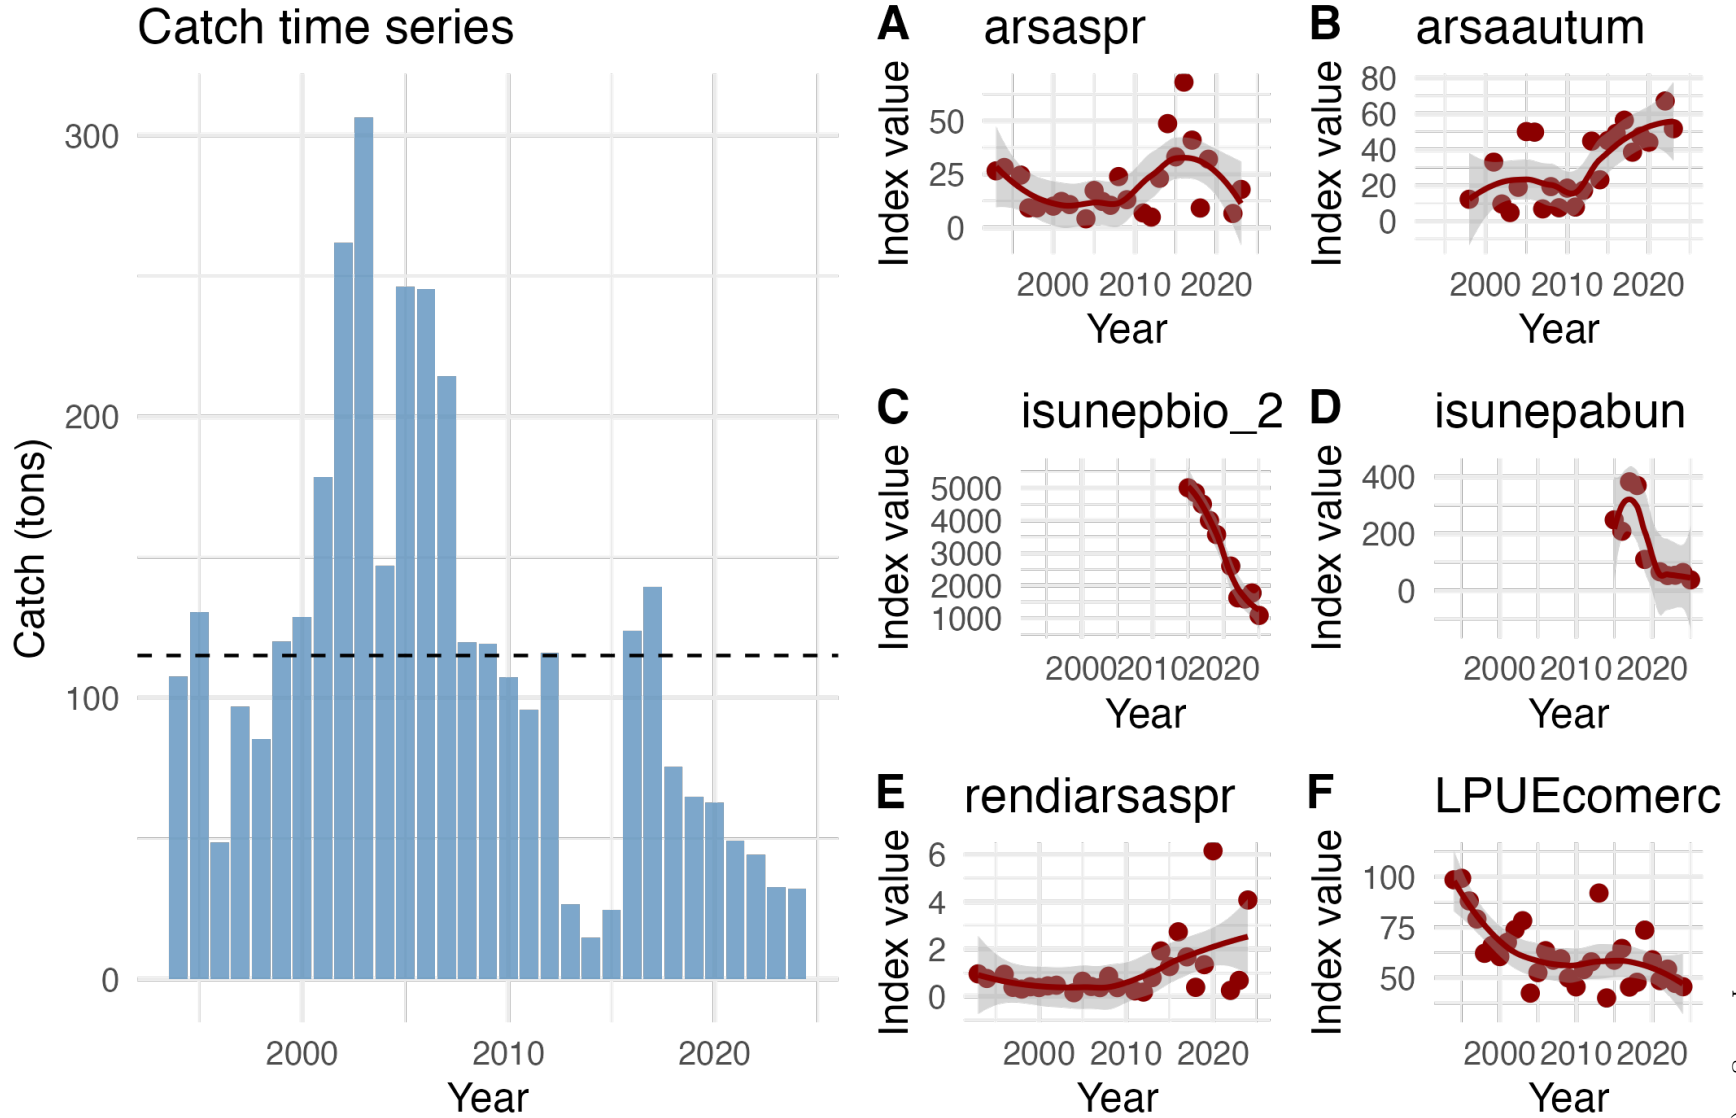 Catch time series
Catch (tons)
300
200
100
0
2000 2010 2020
Year
A arsaspr
Index value
50
25
0
2000 2010 2020
Year
B arsaautum
Index value
80
60
40
20
0
2000 2010 2020
Year
C isunepbio_2
Index value
5000
4000
3000
2000
1000
2000 2010 2020
Year
D isunepabun
Index value
400
200
0
2000 2010 2020
Year
E rendiarsaspr
Index value
6
4
2
0
2000 2010 2020
Year
F LPUEcomerc
Index value
100
75
50
2000 2010 2020
Year